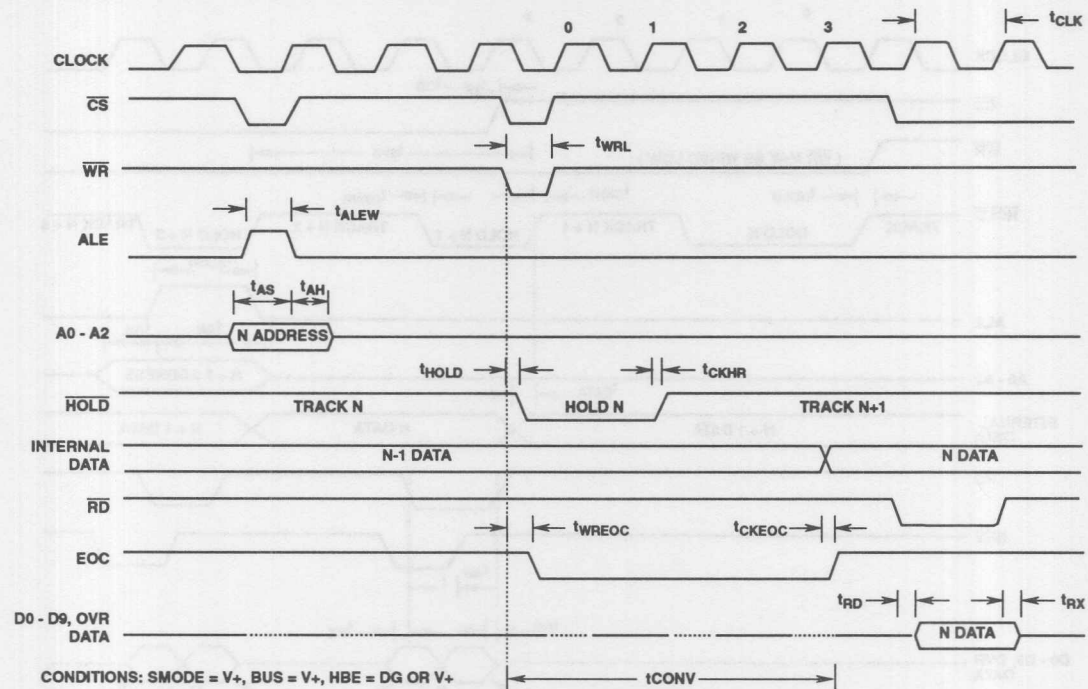 0 1 2 3 tCLK
CLOCK
CS
tWRL
WR
tALEW
ALE
tAS tAH
A0 - A2 N ADDRESS
tHOLD tCKHR
HOLD TRACK N HOLD N TRACK N+1
INTERNAL DATA N-1 DATA N DATA
RD
tWREOC tCKEOC
EOC
tRD tRX
D0 - D9, OVR
DATA N DATA
CONDITIONS: SMODE = V+, BUS = V+, HBE = DG OR V+ tCONV